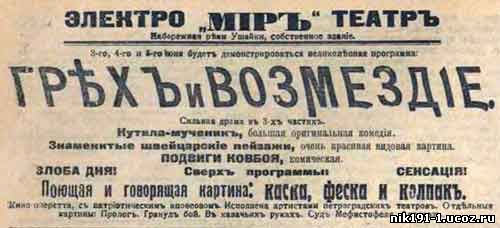 ЭЛЕКТРО „МІРЪ“ ТЕАТРЪ
Набережная рѣки Ушайки, собственное зданіе.
3-го, 4-го и 5-го іюня будетъ демонстрироваться великолѣпная программа:
ГРѢХЪ и ВОЗМЕЗДІЕ.
Сильная драма въ 3-хъ частяхъ.
Кутила-мученикъ, большая оригинальная комедія.
Знаменитые швейцарскіе пейзажи, очень красивая видовая картина.
ПОДВИГИ КОВБОЯ, комическая.
ЗЛОБА ДНЯ! Сверхъ программы: СЕНСАЦІЯ!
Поющая и говорящая картина: каска, феска и колпакъ.
Кино оперетта, съ патріотическимъ апоѳеозомъ. Исполнена артистами петроградскихъ театровъ. Отдѣльныя
картины: Прологъ. Грянулъ бой. Въ казачьихъ рукахъ. Судъ Мефистофеля
nik191-1.ucoz.ru